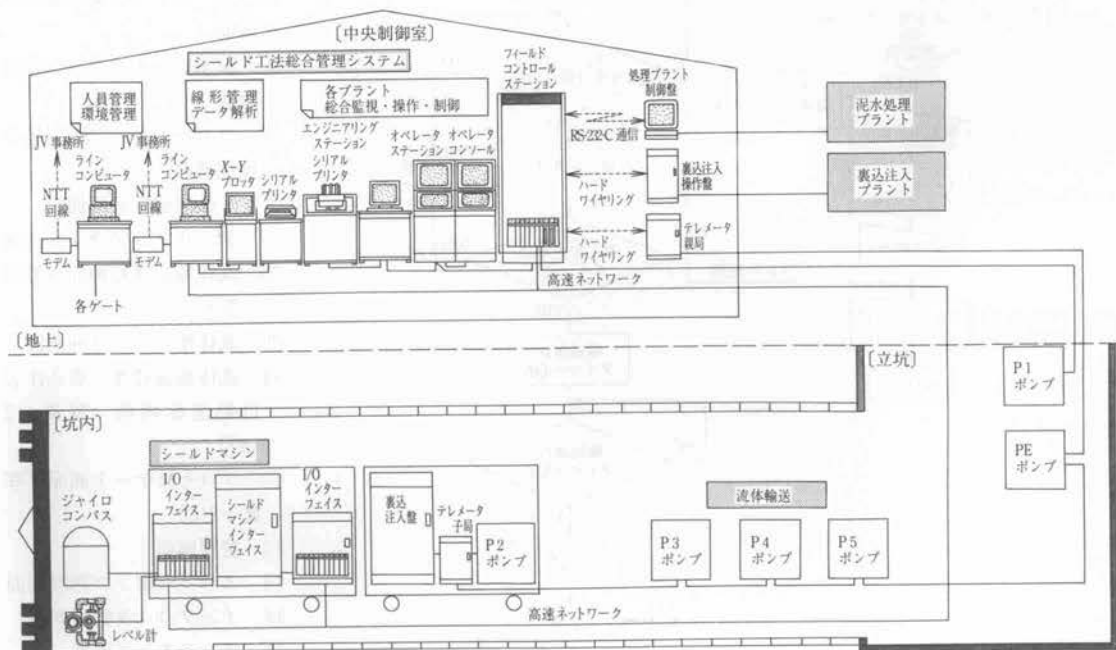 〔中央制御室〕
シールド工法総合管理システム
人員管理
環境管理
線形管理
データ解析
各プラント
総合監視・操作・制御
フィールド
コントロール
ステーション
処理プラント
制御盤
RS-232-C 通信
泥水処理
プラント
JV事務所
NTT
回線
モデム
ライン
コンピュータ
各ゲート
JV事務所
NTT
回線
モデム
ライン
コンピュータ
X-Y
プロッタ
シリアル
プリンタ
エンジニアリング
ステーション
シリアル
プリンタ
オペレータ
ステーション
オペレータ
コンソール
ハード
ワイヤリング
裏込注入
操作盤
裏込注入
プラント
ハード
ワイヤリング
テレメータ
親局
高速ネットワーク
〔地上〕
〔立坑〕
P1
ポンプ
PE
ポンプ
〔坑内〕
シールドマシン
ジャイロ
コンパス
レベル計
I/O
インター
フェイス
シールド
マシン
インター
フェイス
I/O
インター
フェイス
裏込
注入盤
テレメータ
子局
P2
ポンプ
流体輸送
P3
ポンプ
P4
ポンプ
P5
ポンプ
高速ネットワーク